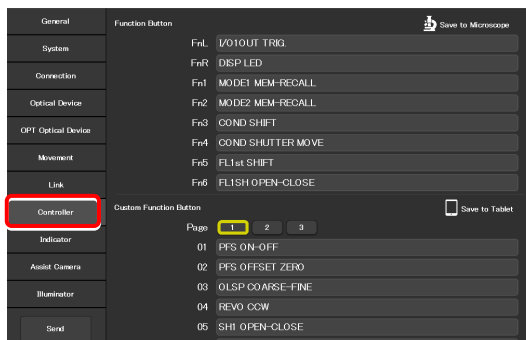 General
System
Connection
Optical Device
OPT Optical Device
Movement
Link
Controller
Indicator
Assist Camera
Illuminator
Send
Function Button
Save to Microscope
FnL I/O1OUT TRIG.
FnR DISP LED
Fn1 MODE1 MEM-RECALL
Fn2 MODE2 MEM-RECALL
Fn3 COND SHIFT
Fn4 COND SHUTTER MOVE
Fn5 FL1st SHIFT
Fn6 FL1SH OPEN-CLOSE
Custom Function Button
Save to Tablet
Page 1 2 3
01 PFS ON-OFF
02 PFS OFFSET ZERO
03 OLSP COARSE-FINE
04 REVO CCW
05 SH1 OPEN-CLOSE